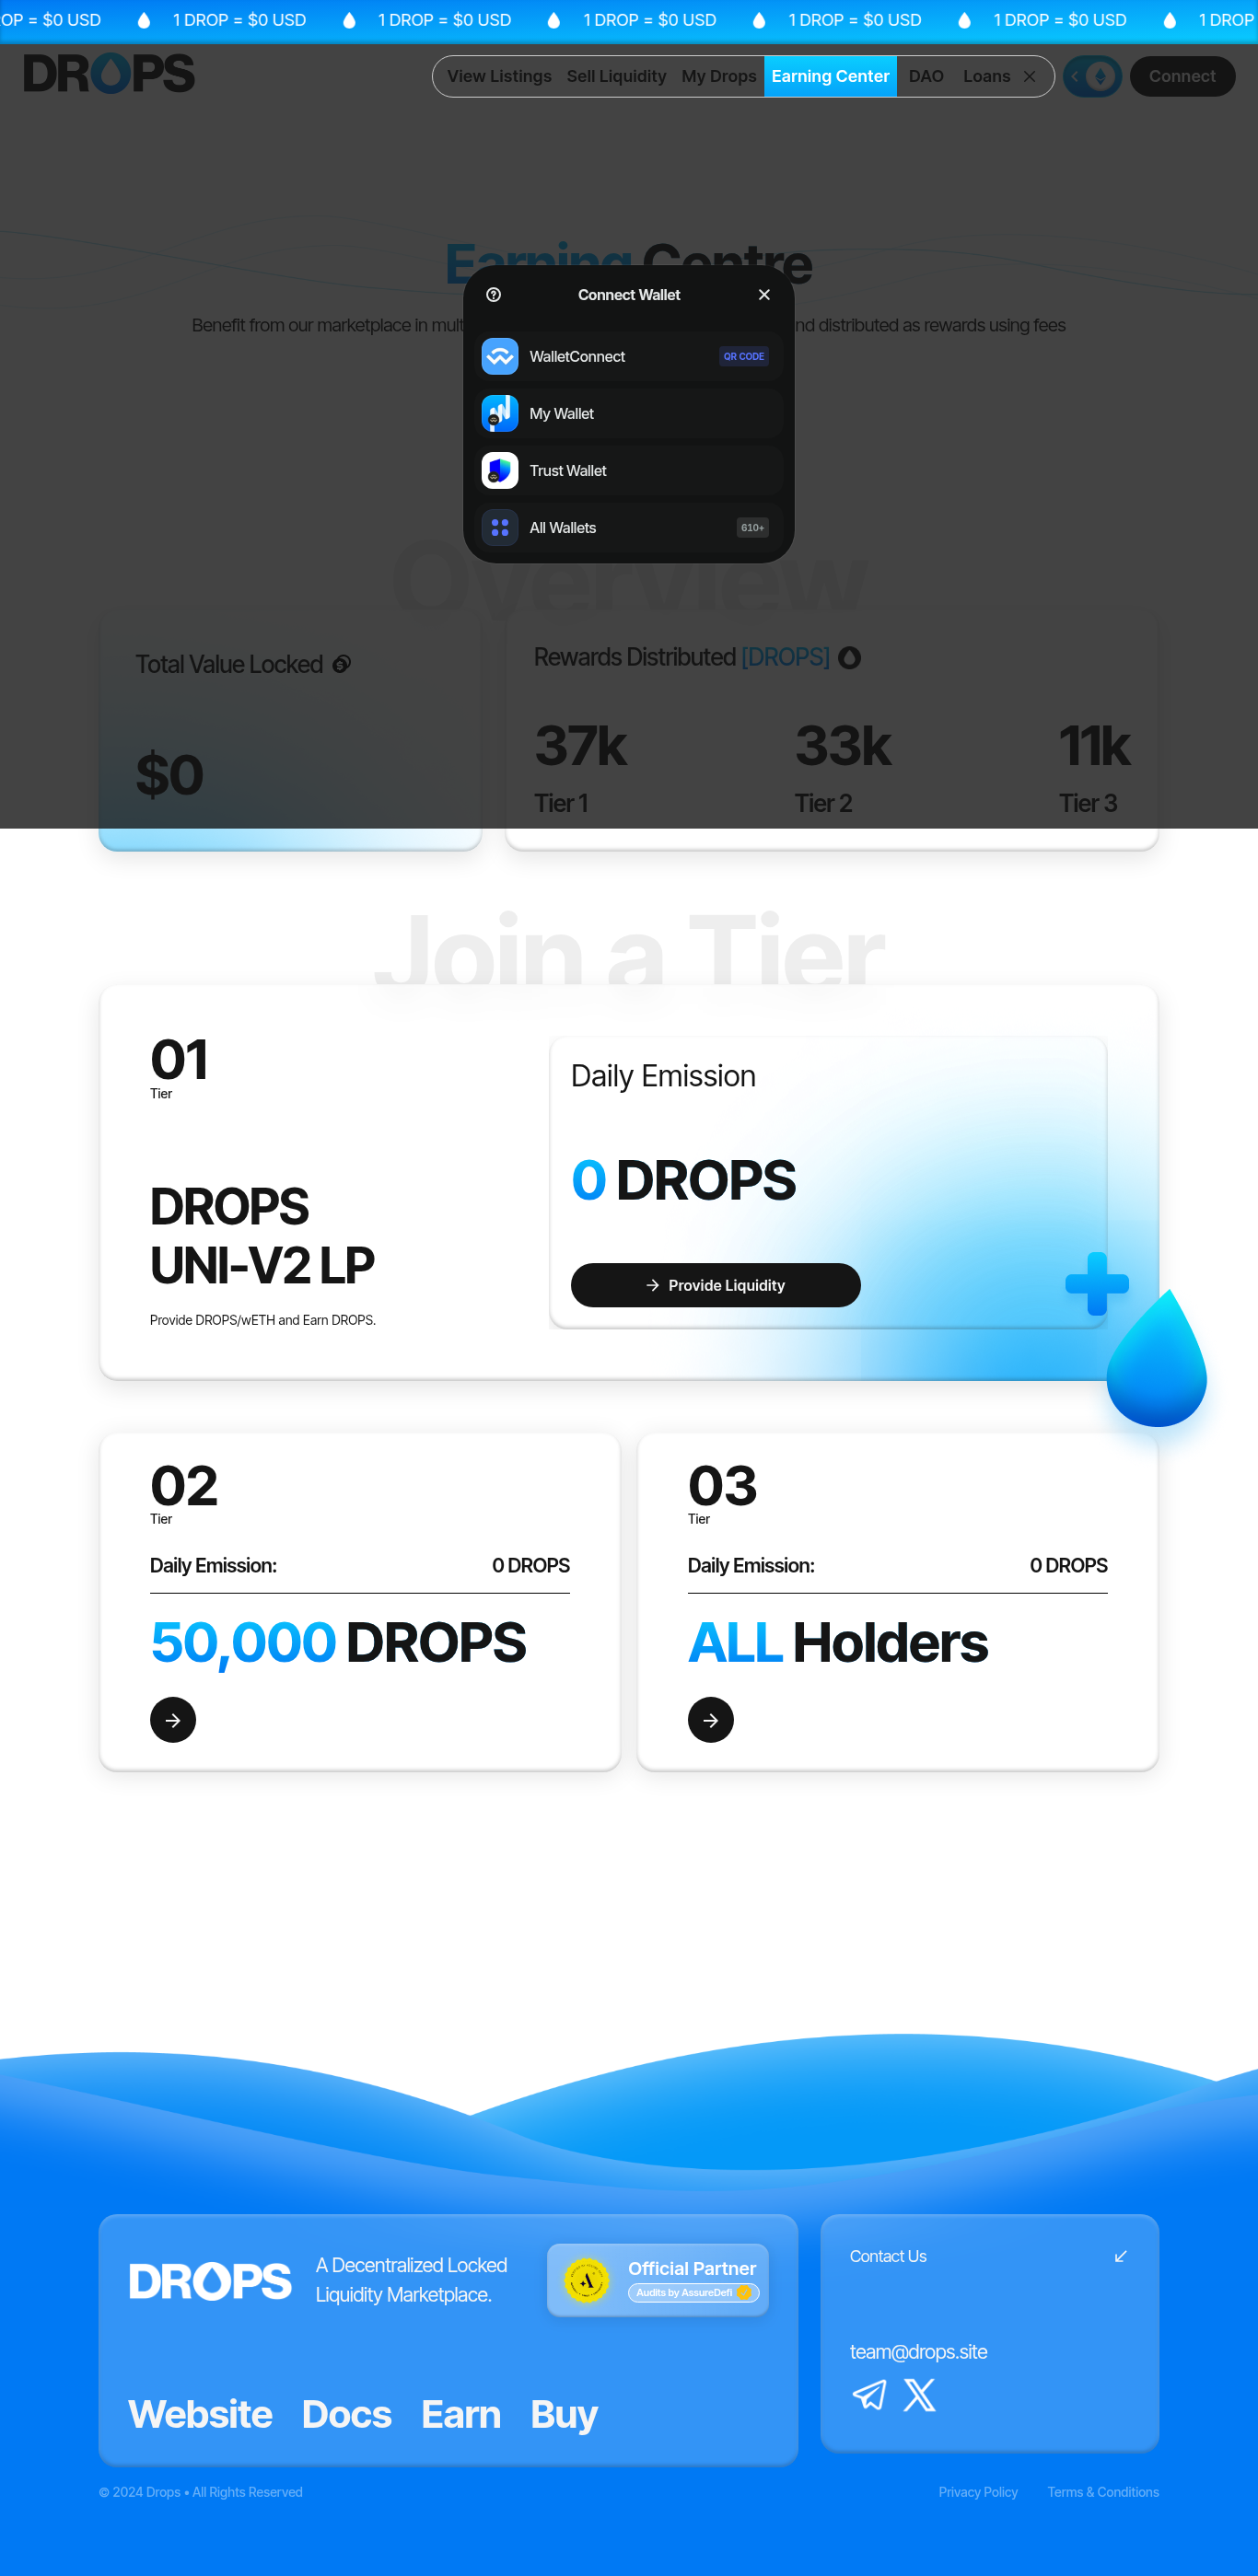 OP = $0 USD 1 DROP = $0 USD 1 DROP = $0 USD 1 DROP = $0 USD 1 DROP = $0 USD 1 DROP = $0 USD 1 DROP
DROPS View Listings Sell Liquidity My Drops Earning Center DAO Loans Connect
Earning Centre
Benefit from our marketplace in mult nd distributed as rewards using fees
Connect Wallet
WalletConnect QR CODE
My Wallet
Trust Wallet
All Wallets 610+
Overview
Total Value Locked
$0
Rewards Distributed [DROPS]
37k 33k 11k
Tier 1 Tier 2 Tier 3
Join a Tier
01
Tier
DROPS
UNI-V2 LP
Provide DROPS/wETH and Earn DROPS.
Daily Emission
0 DROPS
Provide Liquidity
02
Tier
Daily Emission: 0 DROPS
50,000 DROPS
03
Tier
Daily Emission: 0 DROPS
ALL Holders
DROPS
A Decentralized Locked
Liquidity Marketplace.
Official Partner
Audits by AssureDefi
Website Docs Earn Buy
Contact Us
team@drops.site
© 2024 Drops • All Rights Reserved Privacy Policy Terms & Conditions